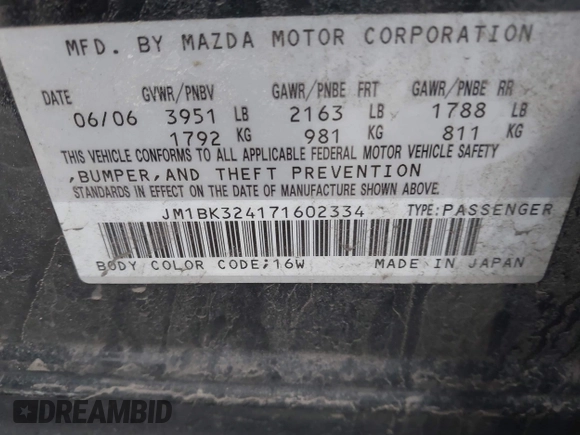 MFD. BY MAZDA MOTOR CORPORATION
DATE GVWR/PNBV GAWR/PNBE FRT GAWR/PNBE RR
06/06 3951 LB 2163 LB 1788 LB
1792 KG 981 KG 811 KG
THIS VEHICLE CONFORMS TO ALL APPLICABLE FEDERAL MOTOR VEHICLE SAFETY
,BUMPER,AND THEFT PREVENTION
STANDARDS IN EFFECT ON THE DATE OF MANUFACTURE SHOWN ABOVE.
JM1BK324171602334 TYPE:PASSENGER
BODY COLOR CODE;16W MADE IN JAPAN
DREAMBID